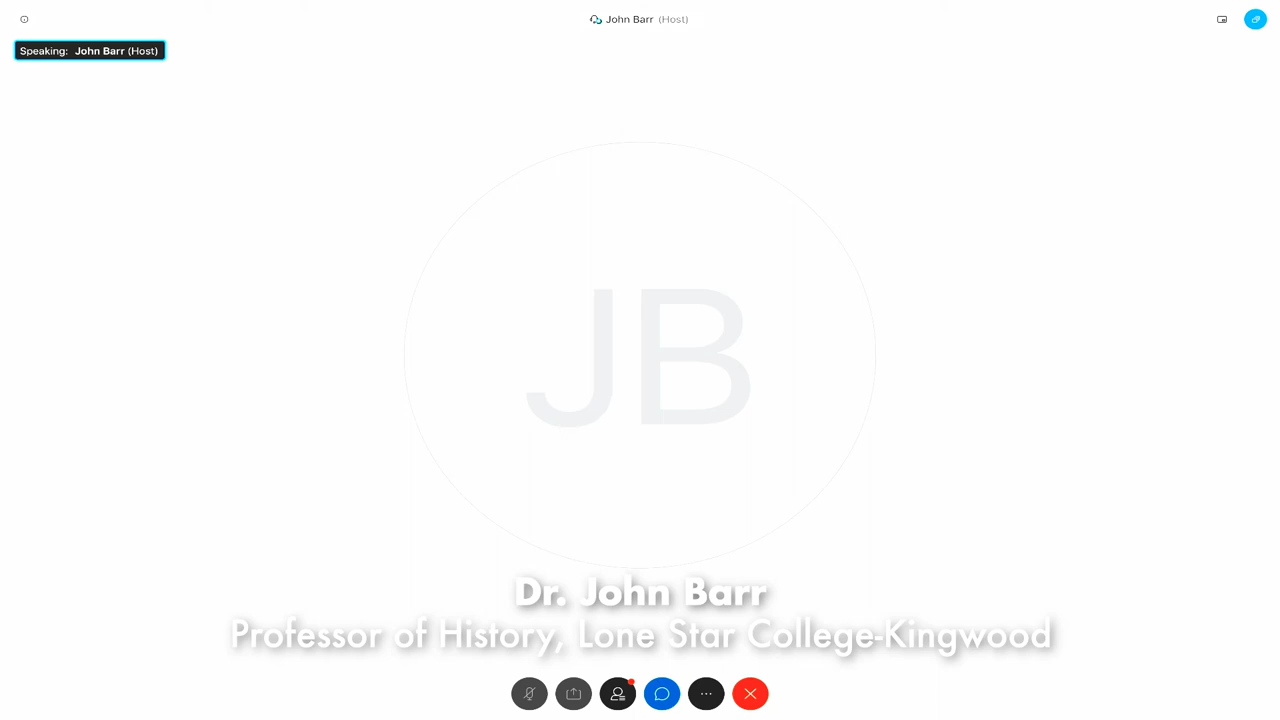 John Barr (Host)
Speaking: John Barr (Host)
JB
Dr. John Barr
Professor of History, Lone Star College-Kingwood